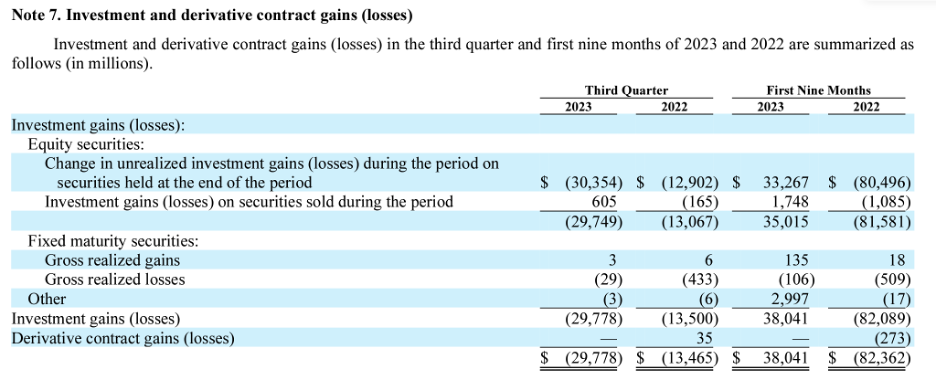 Note 7. Investment and derivative contract gains (losses)
Investment and derivative contract gains (losses) in the third quarter and first nine months of 2023 and 2022 are summarized as
follows (in millions).
Third Quarter First Nine Months
2023 2022 2023 2022
Investment gains (losses):
Equity securities:
Change in unrealized investment gains (losses) during the period on
securities held at the end of the period $ (30,354) $ (12,902) $ 33,267 $ (80,496)
Investment gains (losses) on securities sold during the period 605 (165) 1,748 (1,085)
(29,749) (13,067) 35,015 (81,581)
Fixed maturity securities:
Gross realized gains 3 6 135 18
Gross realized losses (29) (433) (106) (509)
Other (3) (6) 2,997 (17)
Investment gains (losses) (29,778) (13,500) 38,041 (82,089)
Derivative contract gains (losses) — 35 — (273)
$ (29,778) $ (13,465) $ 38,041 $ (82,362)